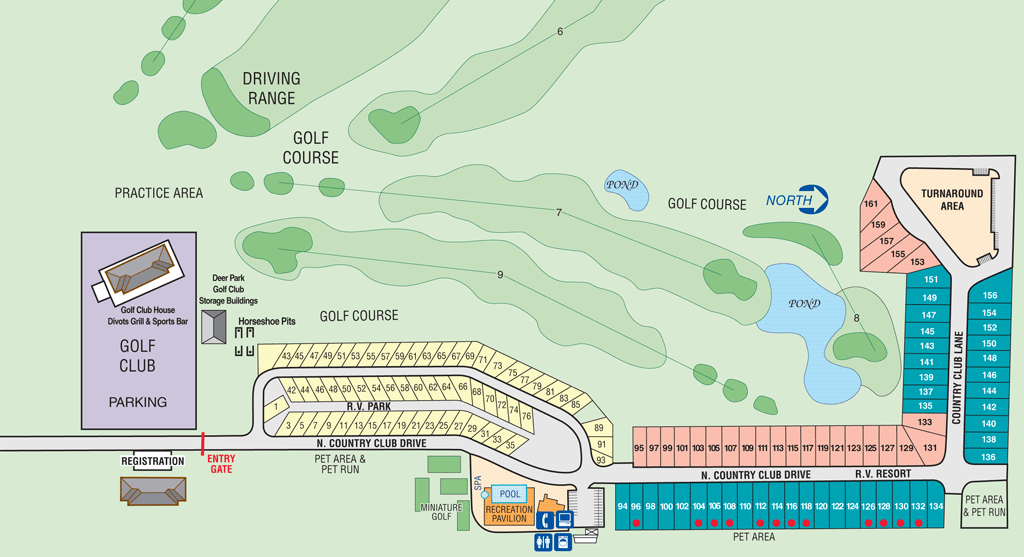 6
DRIVING
RANGE
GOLF
COURSE
PRACTICE AREA
7
POND
GOLF COURSE
NORTH
TURNAROUND
AREA
161
159
157
155
153
9
POND
8
Golf Club House
Divots Grill & Sports Bar
GOLF
CLUB
PARKING
Deer Park
Golf Club
Storage Buildings
Horseshoe Pits
GOLF COURSE
151
149
147
145
143
141
139
137
135
133
131
COUNTRY CLUB LANE
156
154
152
150
148
146
144
142
140
138
136
43 45 47 49 51 53 55 57 59 61 63 65 67 69 71 73 75 77 79 81 83 85
89
91
93
42 44 46 48 50 52 54 56 58 60 62 64 66 68 70 72 74 76
1
R.V. PARK
3 5 7 9 11 13 15 17 19 21 23 25 27 29 31 33 35
N. COUNTRY CLUB DRIVE
REGISTRATION
ENTRY
GATE
PET AREA &
PET RUN
95 97 99 101 103 105 107 109 111 113 115 117 119 121 123 125 127 129
N. COUNTRY CLUB DRIVE R.V. RESORT
94 96 98 100 102 104 106 108 110 112 114 116 118 120 122 124 126 128 130 132 134
PET AREA
PET AREA
& PET RUN
MINIATURE
GOLF
SPA
POOL
RECREATION
PAVILION